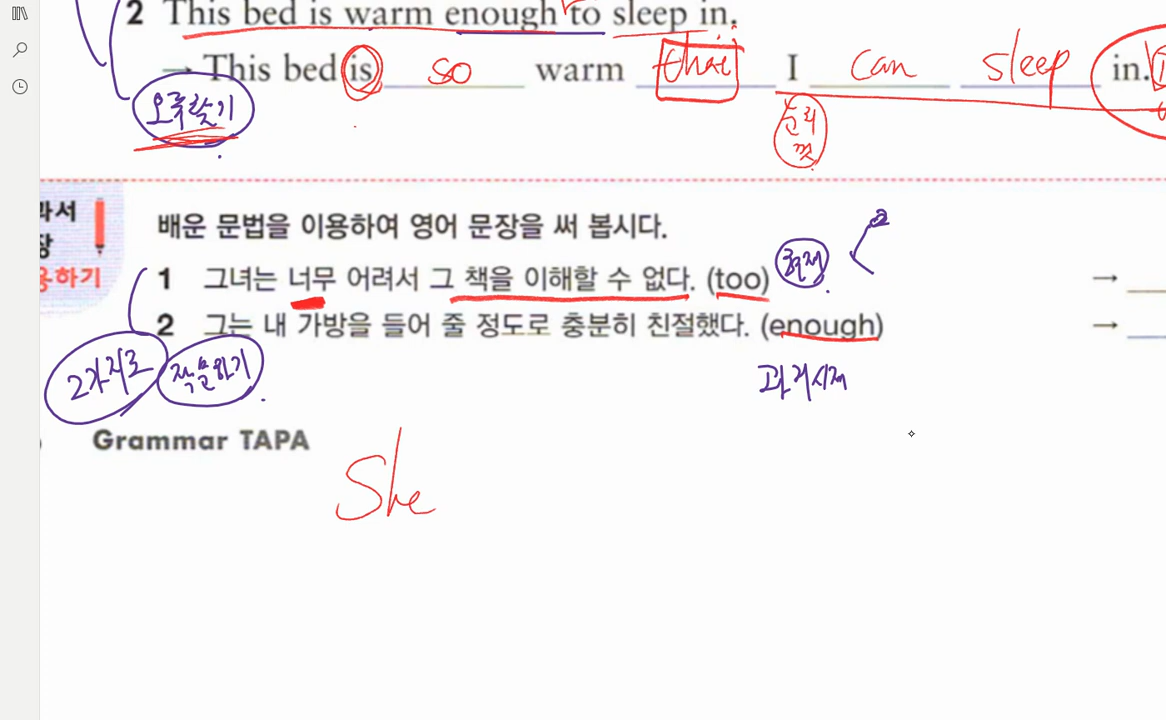 2 This bed is warm enough to sleep in.
→ This bed is so warm that I can sleep in.
오류찾기
배운 문법을 이용하여 영어 문장을 써 봅시다.
1 그녀는 너무 어려서 그 책을 이해할 수 없다. (too) 현재 →
2 그는 내 가방을 들어 줄 정도로 충분히 친절했다. (enough) →
2가지로 작문하기
과거시제
Grammar TAPA
She